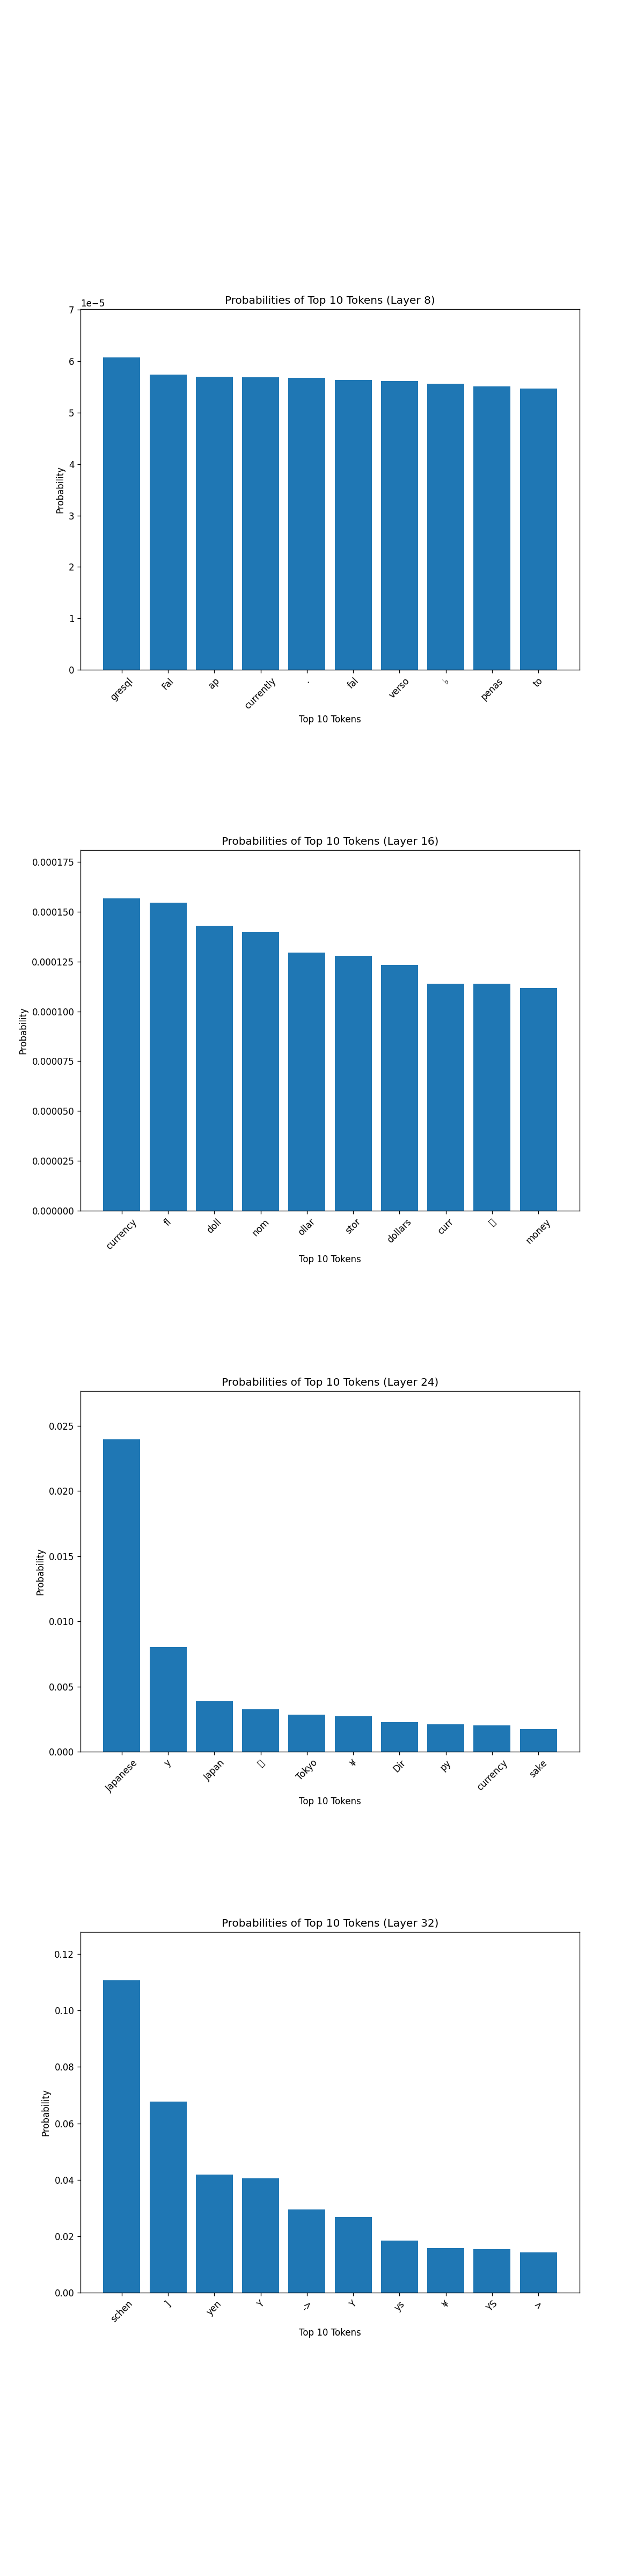 Probabilities of Top 10 Tokens (Layer 8)
1e−5
7
6
5
4
3
2
1
0
Probability
gresql Fal ap currently . fal verso penas to
Top 10 Tokens
Probabilities of Top 10 Tokens (Layer 16)
0.000175
0.000150
0.000125
0.000100
0.000075
0.000050
0.000025
0.000000
Probability
currency fl doll nom ollar stor dollars curr money
Top 10 Tokens
Probabilities of Top 10 Tokens (Layer 24)
0.025
0.020
0.015
0.010
0.005
0.000
Probability
Japanese y Japan Tokyo ¥ Dir py currency sake
Top 10 Tokens
Probabilities of Top 10 Tokens (Layer 32)
0.12
0.10
0.08
0.06
0.04
0.02
0.00
Probability
schen ] yen Y -> Y ys ¥ YS >
Top 10 Tokens